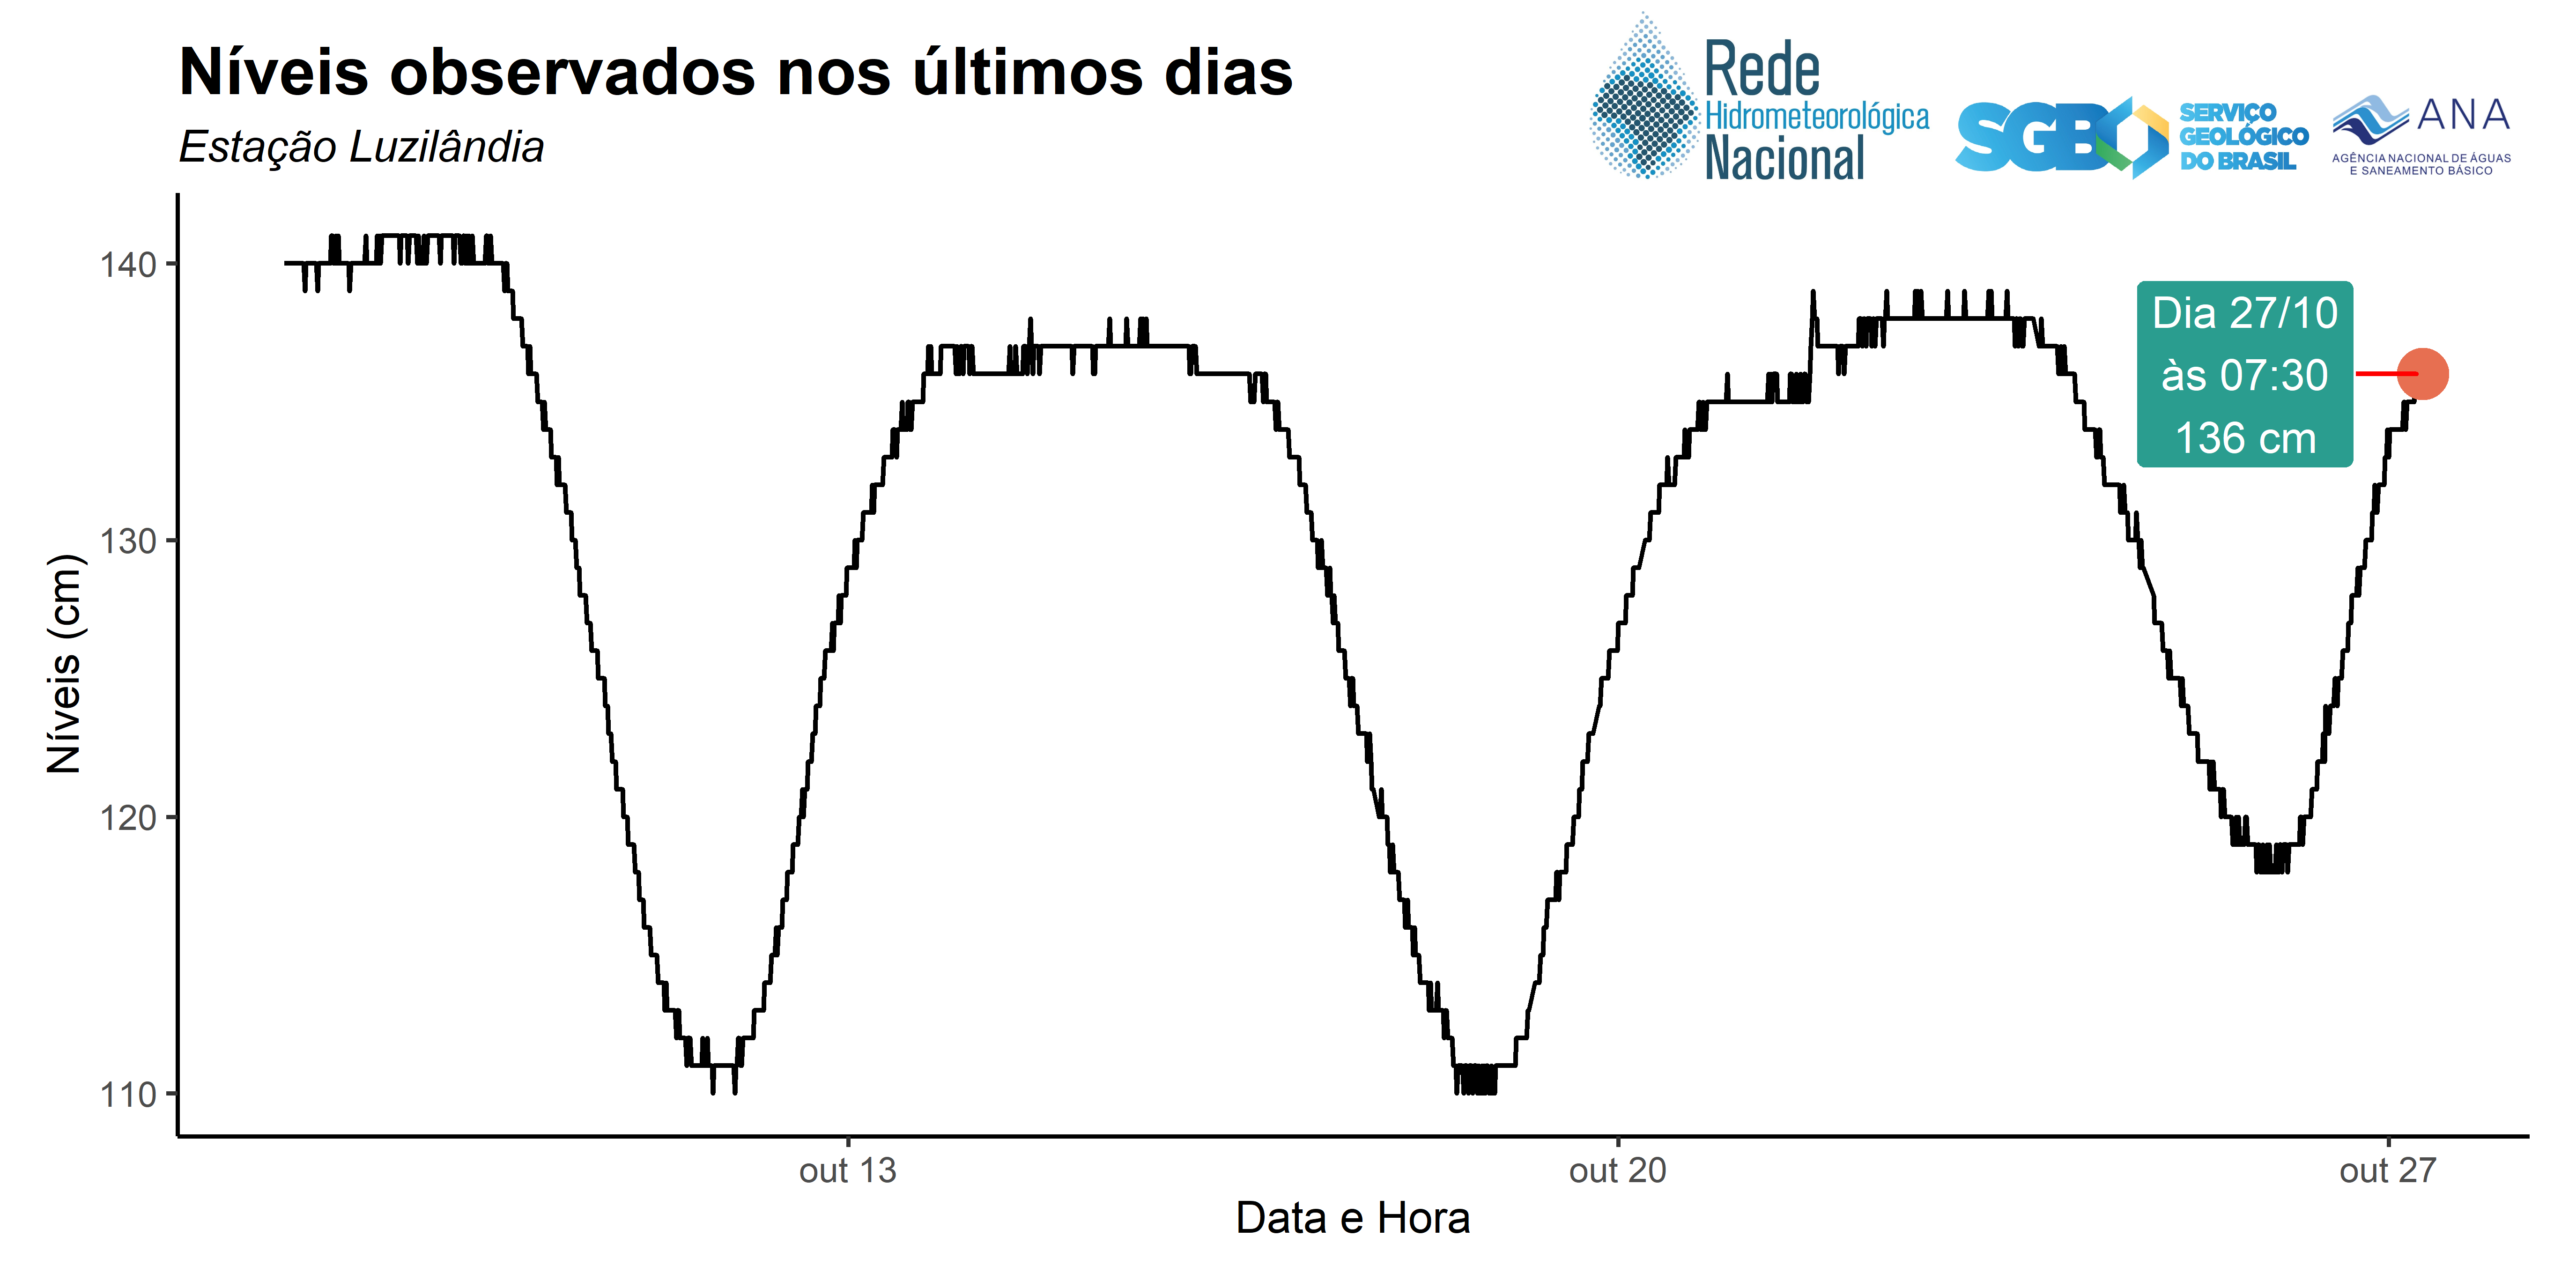 Níveis observados nos últimos dias
Estação Luzilândia
Rede
Hidrometeorológica
Nacional
SGB
SERVIÇO
GEOLÓGICO
DO BRASIL
ANA
AGÊNCIA NACIONAL DE ÁGUAS
E SANEAMENTO BÁSICO
140
130
120
110
Níveis (cm)
Dia 27/10
às 07:30
136 cm
out 13
out 20
out 27
Data e Hora